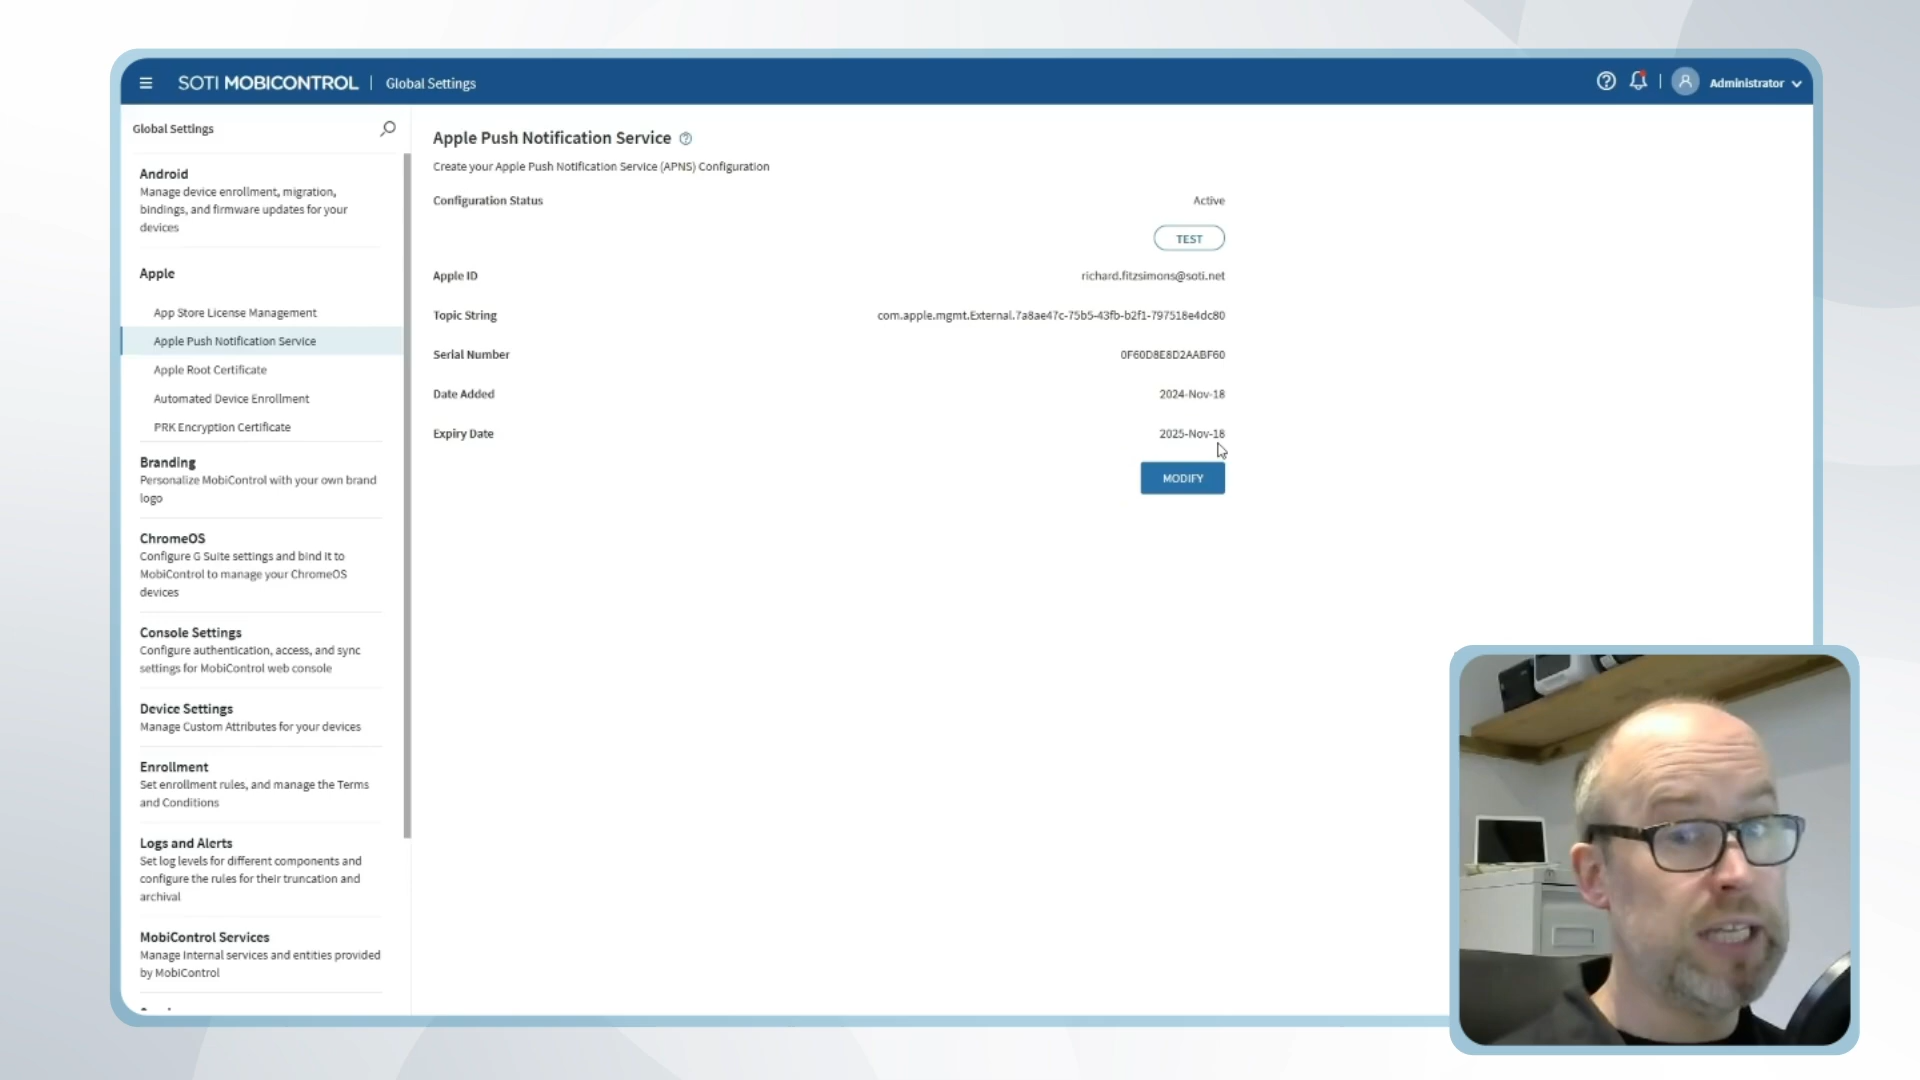 SOTI MOBICONTROL | Global Settings
Administrator
Global Settings
Android
Manage device enrollment, migration,
bindings, and firmware updates for your
devices
Apple
App Store License Management
Apple Push Notification Service
Apple Root Certificate
Automated Device Enrollment
PRK Encryption Certificate
Branding
Personalize MobiControl with your own brand
logo
ChromeOS
Configure G Suite settings and bind it to
MobiControl to manage your ChromeOS
devices
Console Settings
Configure authentication, access, and sync
settings for MobiControl web console
Device Settings
Manage Custom Attributes for your devices
Enrollment
Set enrollment rules, and manage the Terms
and Conditions
Logs and Alerts
Set log levels for different components and
configure the rules for their truncation and
archival
MobiControl Services
Manage Internal services and entities provided
by MobiControl
Apple Push Notification Service
Create your Apple Push Notification Service (APNS) Configuration
Configuration Status Active
TEST
Apple ID richard.fitzsimons@soti.net
Topic String com.apple.mgmt.External.7a8ae47c-75b5-43fb-b2f1-797518e4dc80
Serial Number 0F60D8E8D2AABF60
Date Added 2024-Nov-18
Expiry Date 2025-Nov-18
MODIFY